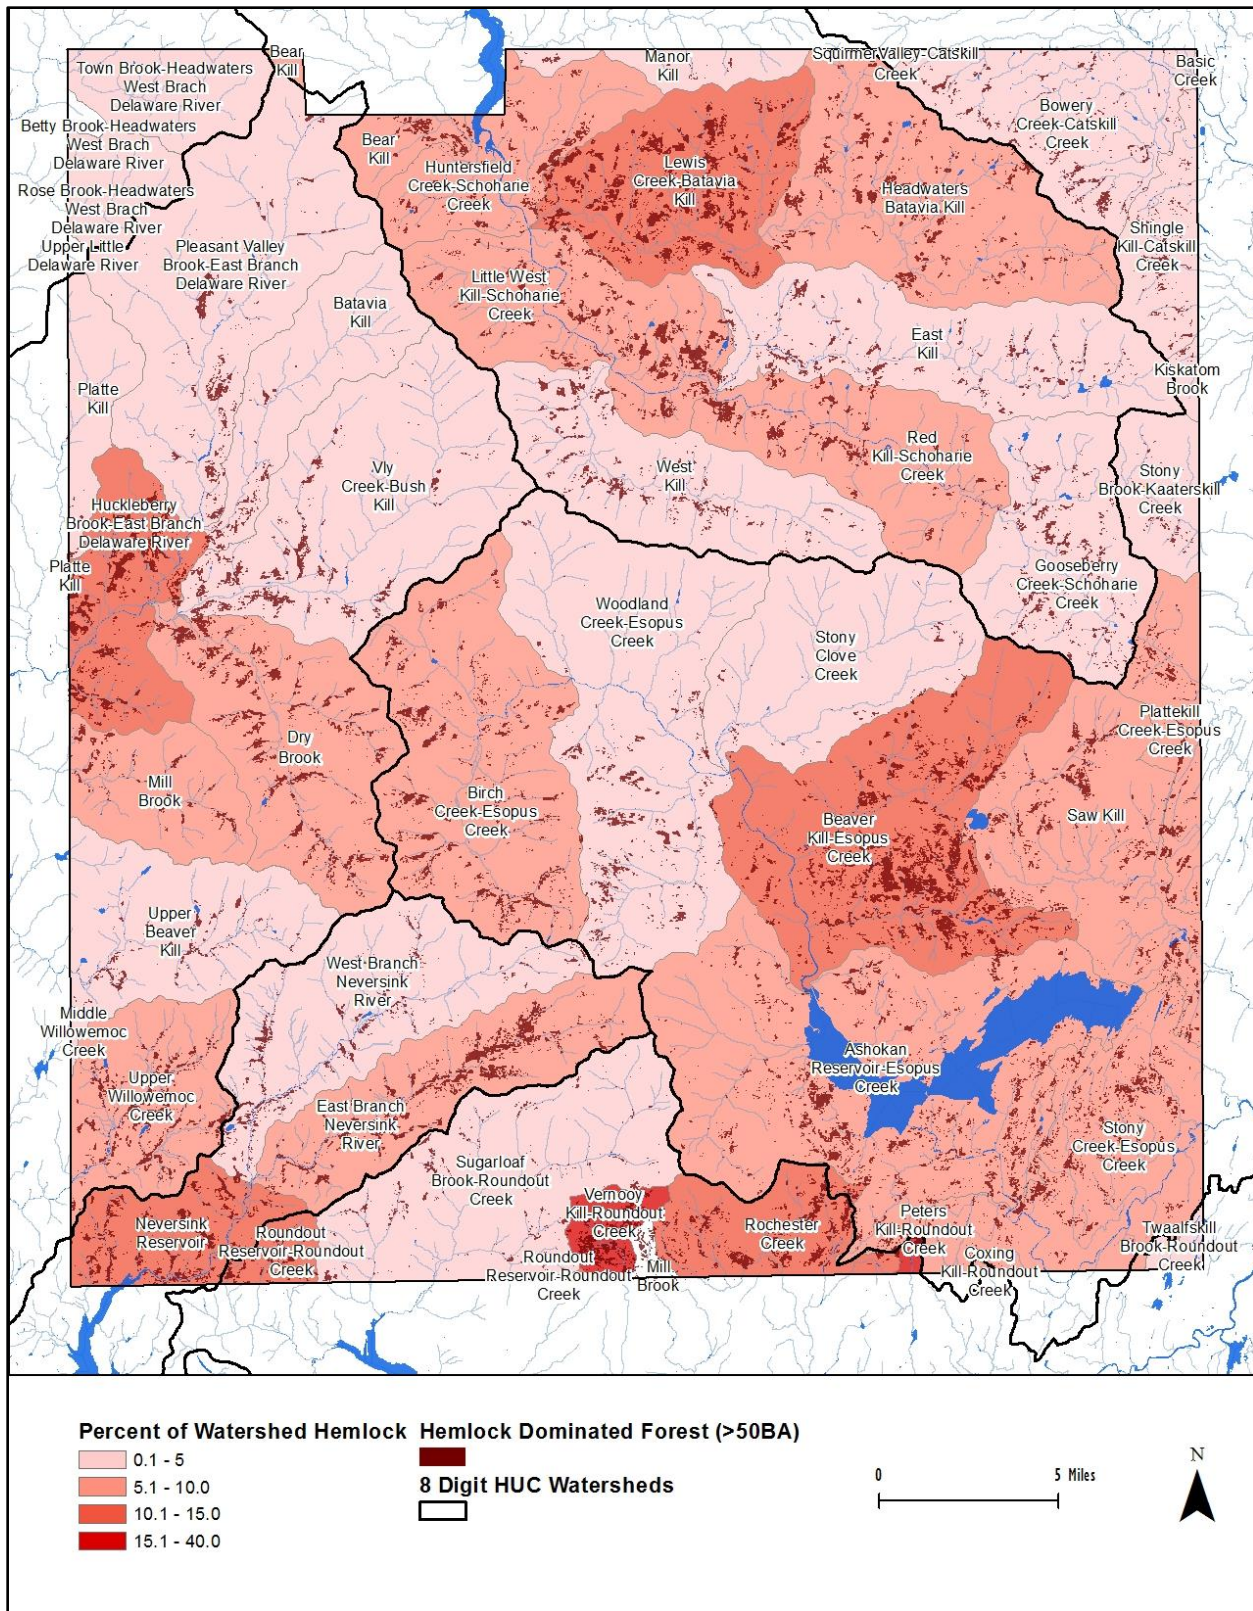 Bear
Kill
Manor
Kill
Squirmer Valley-Catskill
Creek
Basic
Creek
Town Brook-Headwaters
West Brach
Delaware River
Bowery
Creek-Catskill
Creek
Betty Brook-Headwaters
West Brach
Delaware River
Bear
Kill
Huntersfield
Creek-Schoharie
Creek
Lewis
Creek-Batavia
Kill
Headwaters
Batavia Kill
Rose Brook-Headwaters
West Brach
Delaware River
Upper Little
Delaware River
Pleasant Valley
Brook-East Branch
Delaware River
Shingle
Kill-Catskill
Creek
Little West
Kill-Schoharie
Creek
Batavia
Kill
East
Kill
Kiskatom
Brook
Platte
Kill
Red
Kill-Schoharie
Creek
Vly
Creek-Bush
Kill
West
Kill
Stony
Brook-Kaaterskill
Creek
Huckleberry
Brook-East Branch
Delaware River
Platte
Kill
Gooseberry
Creek-Schoharie
Creek
Woodland
Creek-Esopus
Creek
Stony
Clove
Creek
Plattekill
Creek-Esopus
Creek
Dry
Brook
Mill
Brook
Birch
Creek-Esopus
Creek
Beaver
Kill-Esopus
Creek
Saw Kill
Upper
Beaver
Kill
West Branch
Neversink
River
Middle
Willowemoc
Creek
Ashokan
Reservoir-Esopus
Creek
Upper
Willowemoc
Creek
East Branch
Neversink
River
Stony
Creek-Esopus
Creek
Sugarloaf
Brook-Roundout
Creek
Vernooy
Kill-Roundout
Creek
Neversink
Reservoir
Roundout
Reservoir-Roundout
Creek
Rochester
Creek
Peters
Kill-Roundout
Creek
Twaalfskill
Brook-Roundout
Creek
Roundout
Reservoir-Roundout
Creek
Mill
Brook
Coxing
Kill-Roundout
Creek
Percent of Watershed Hemlock
0.1 - 5
5.1 - 10.0
10.1 - 15.0
15.1 - 40.0
Hemlock Dominated Forest (>50BA)
8 Digit HUC Watersheds
0 5 Miles
N